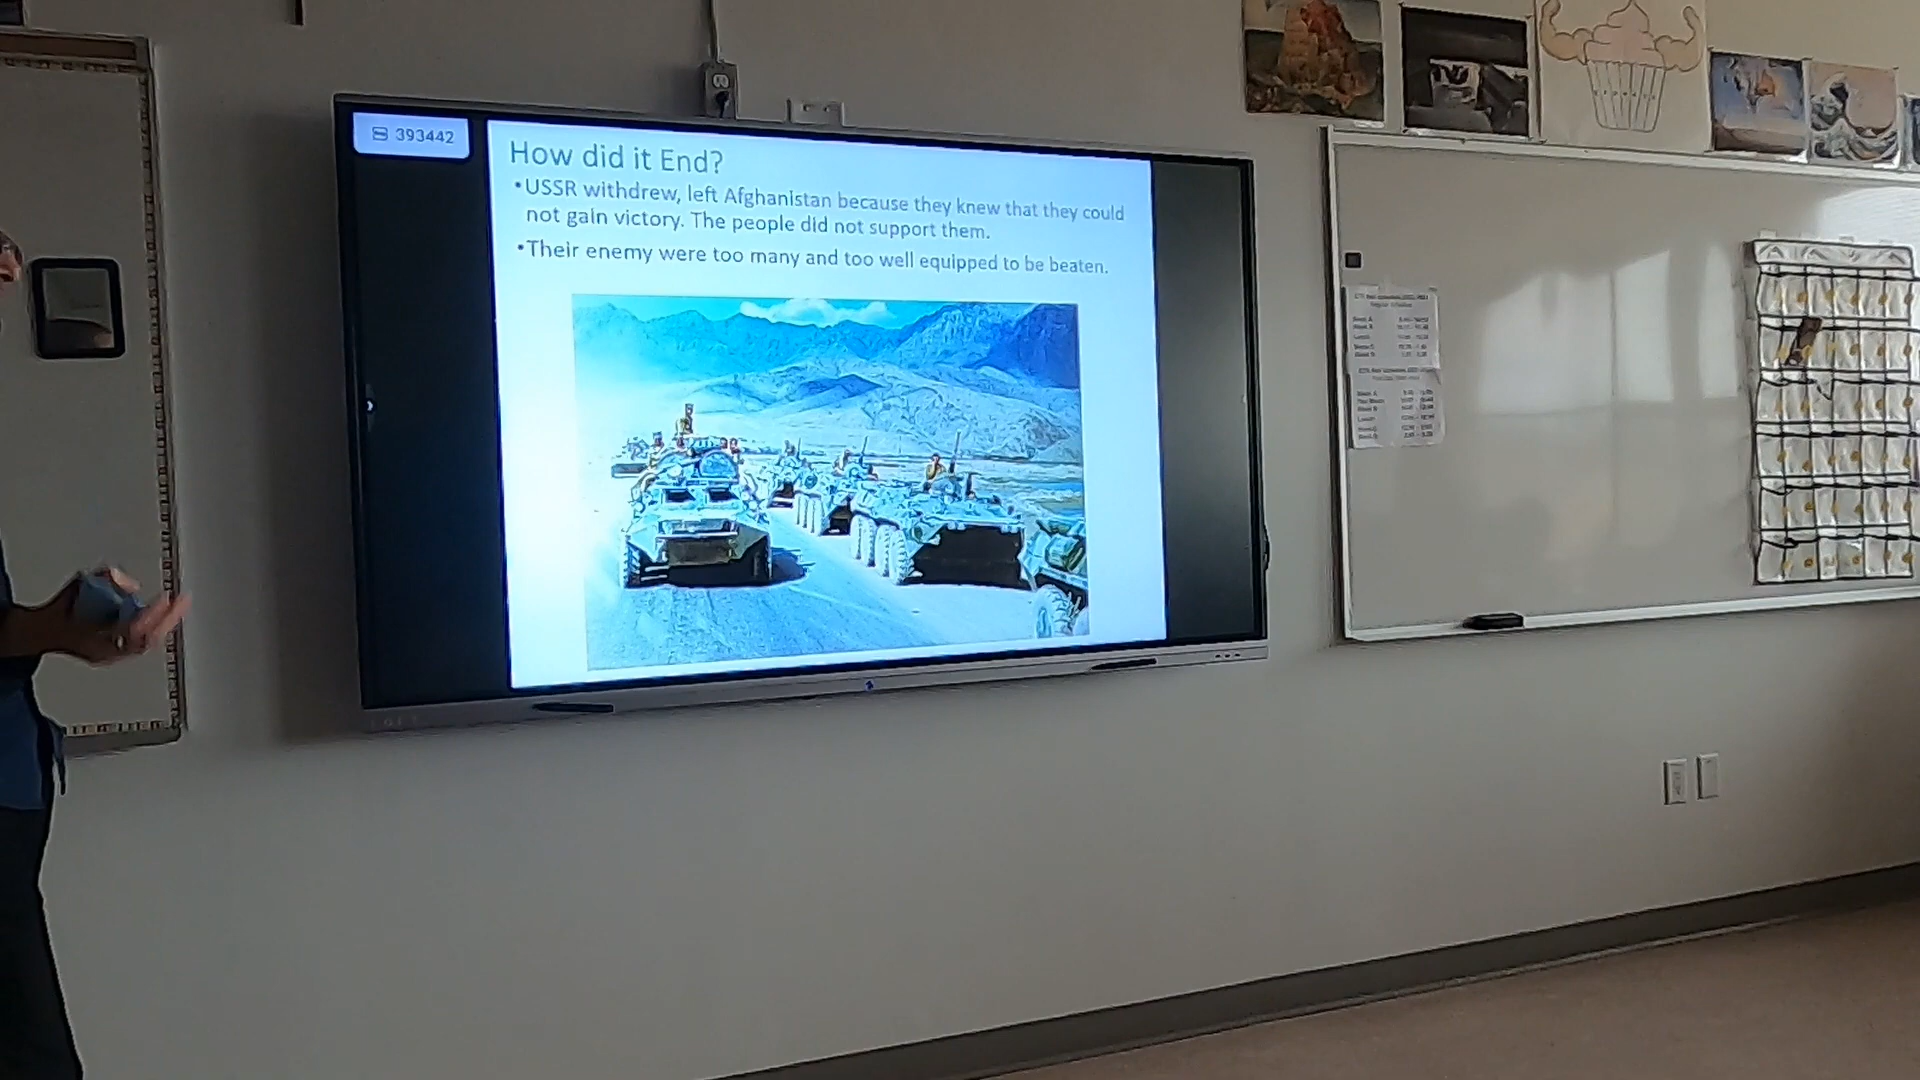 393442
How did it End?
•USSR withdrew, left Afghanistan because they knew that they could
not gain victory. The people did not support them.
•Their enemy were too many and too well equipped to be beaten.